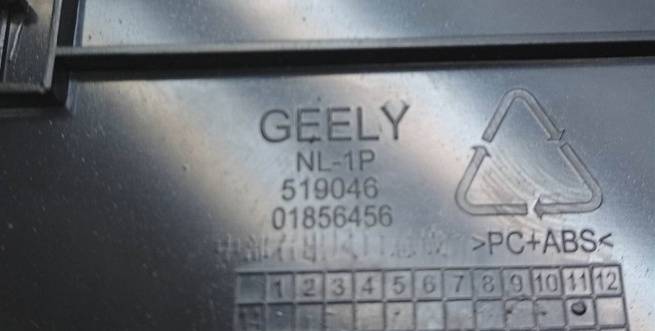 GEELY
NL-1P
519046
01856456
>PC+ABS<
1 2 3 4 5 6 7 8 9 10 11 12